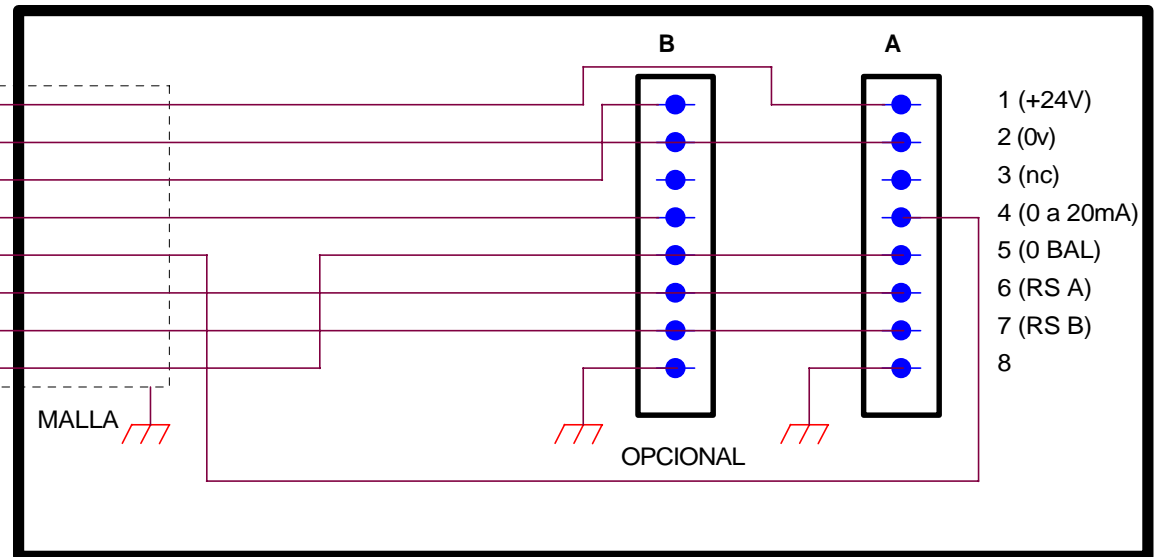 B
A
1 (+24V)
2 (0v)
3 (nc)
4 (0 a 20mA)
5 (0 BAL)
6 (RS A)
7 (RS B)
8
MALLA
OPCIONAL